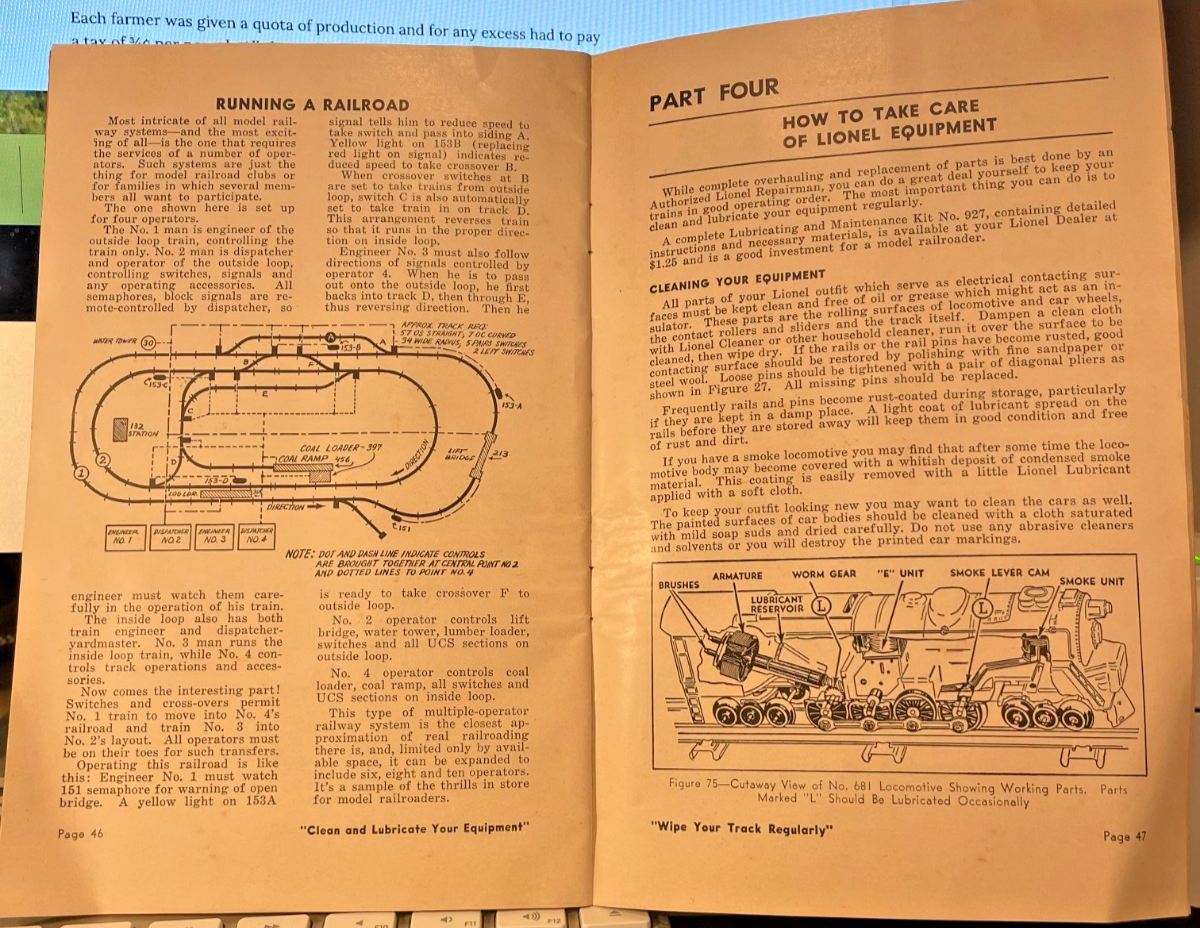 Each farmer was given a quota of production and for any excess had to pay
a tax of ¾¢ per
RUNNING A RAILROAD
Most intricate of all model rail-
way systems—and the most excit-
ing of all—is the one that requires
the services of a number of oper-
ators. Such systems are just the
thing for model railroad clubs or
for families in which several mem-
bers all want to participate.
The one shown here is set up
for four operators.
The No. 1 man is engineer of the
outside loop train, controlling the
train only. No. 2 man is dispatcher
and operator of the outside loop,
controlling switches, signals and
any operating accessories. All
semaphores, block signals are re-
mote-controlled by dispatcher, so
signal tells him to reduce speed to
take switch and pass into siding A.
Yellow light on 153B (replacing
red light on signal) indicates re-
duced speed to take crossover B.
When crossover switches at B
are set to take trains from outside
loop, switch C is also automatically
set to take train in on track D.
This arrangement reverses train
so that it runs in the proper direc-
tion on inside loop.
Engineer No. 3 must also follow
directions of signals controlled by
operator 4. When he is to pass
out onto the outside loop, he first
backs into track D, then through E,
thus reversing direction. Then he
APPROX. TRACK REQ:
57 OS STRAIGHT, 7 OC CURVED
34 WIDE RADIUS, 5 PAIRS SWITCHES
2 LEFT SWITCHES
WATER TOWER 30
A
153-B
A
B
F
153-C
E
153-A
C
132
STATION
COAL LOADER-397
COAL RAMP 456
DIRECTION
LIFT
BRIDGE
213
1
2
D
153-D
LOG LDR.
DIRECTION
151
ENGINEER
NO. 1
DISPATCHER
NO. 2
ENGINEER
NO. 3
DISPATCHER
NO. 4
NOTE: DOT AND DASH LINE INDICATE CONTROLS
ARE BROUGHT TOGETHER AT CENTRAL POINT NO. 2
AND DOTTED LINES TO POINT NO. 4
engineer must watch them care-
fully in the operation of his train.
The inside loop also has both
train engineer and dispatcher-
yardmaster. No. 3 man runs the
inside loop train, while No. 4 con-
trols track operations and acces-
sories.
Now comes the interesting part!
Switches and cross-overs permit
No. 1 train to move into No. 4's
railroad and train No. 3 into
No. 2's layout. All operators must
be on their toes for such transfers.
Operating this railroad is like
this: Engineer No. 1 must watch
151 semaphore for warning of open
bridge. A yellow light on 153A
is ready to take crossover F to
outside loop.
No. 2 operator controls lift
bridge, water tower, lumber loader,
switches and all UCS sections on
outside loop.
No. 4 operator controls coal
loader, coal ramp, all switches and
UCS sections on inside loop.
This type of multiple-operator
railway system is the closest ap-
proximation of real railroading
there is, and, limited only by avail-
able space, it can be expanded to
include six, eight and ten operators.
It's a sample of the thrills in store
for model railroaders.
Page 46
"Clean and Lubricate Your Equipment"
PART FOUR
HOW TO TAKE CARE
OF LIONEL EQUIPMENT
While complete overhauling and replacement of parts is best done by an
Authorized Lionel Repairman, you can do a great deal yourself to keep your
trains in good operating order. The most important thing you can do is to
clean and lubricate your equipment regularly.
A complete Lubricating and Maintenance Kit No. 927, containing detailed
instructions and necessary materials, is available at your Lionel Dealer at
$1.25 and is a good investment for a model railroader.
CLEANING YOUR EQUIPMENT
All parts of your Lionel outfit which serve as electrical contacting sur-
faces must be kept clean and free of oil or grease which might act as an in-
sulator. These parts are the rolling surfaces of locomotive and car wheels,
the contact rollers and sliders and the track itself. Dampen a clean cloth
with Lionel Cleaner or other household cleaner, run it over the surface to be
cleaned, then wipe dry. If the rails or the rail pins have become rusted, good
contacting surface should be restored by polishing with fine sandpaper or
steel wool. Loose pins should be tightened with a pair of diagonal pliers as
shown in Figure 27. All missing pins should be replaced.
Frequently rails and pins become rust-coated during storage, particularly
if they are kept in a damp place. A light coat of lubricant spread on the
rails before they are stored away will keep them in good condition and free
of rust and dirt.
If you have a smoke locomotive you may find that after some time the loco-
motive body may become covered with a whitish deposit of condensed smoke
material. This coating is easily removed with a little Lionel Lubricant
applied with a soft cloth.
To keep your outfit looking new you may want to clean the cars as well.
The painted surfaces of car bodies should be cleaned with a cloth saturated
with mild soap suds and dried carefully. Do not use any abrasive cleaners
and solvents or you will destroy the printed car markings.
BRUSHES
ARMATURE
WORM GEAR
"E" UNIT
SMOKE LEVER CAM
SMOKE UNIT
LUBRICANT
RESERVOIR
L
L
Figure 75—Cutaway View of No. 681 Locomotive Showing Working Parts. Parts
Marked "L" Should Be Lubricated Occasionally
"Wipe Your Track Regularly"
Page 47
F10
F11
F12